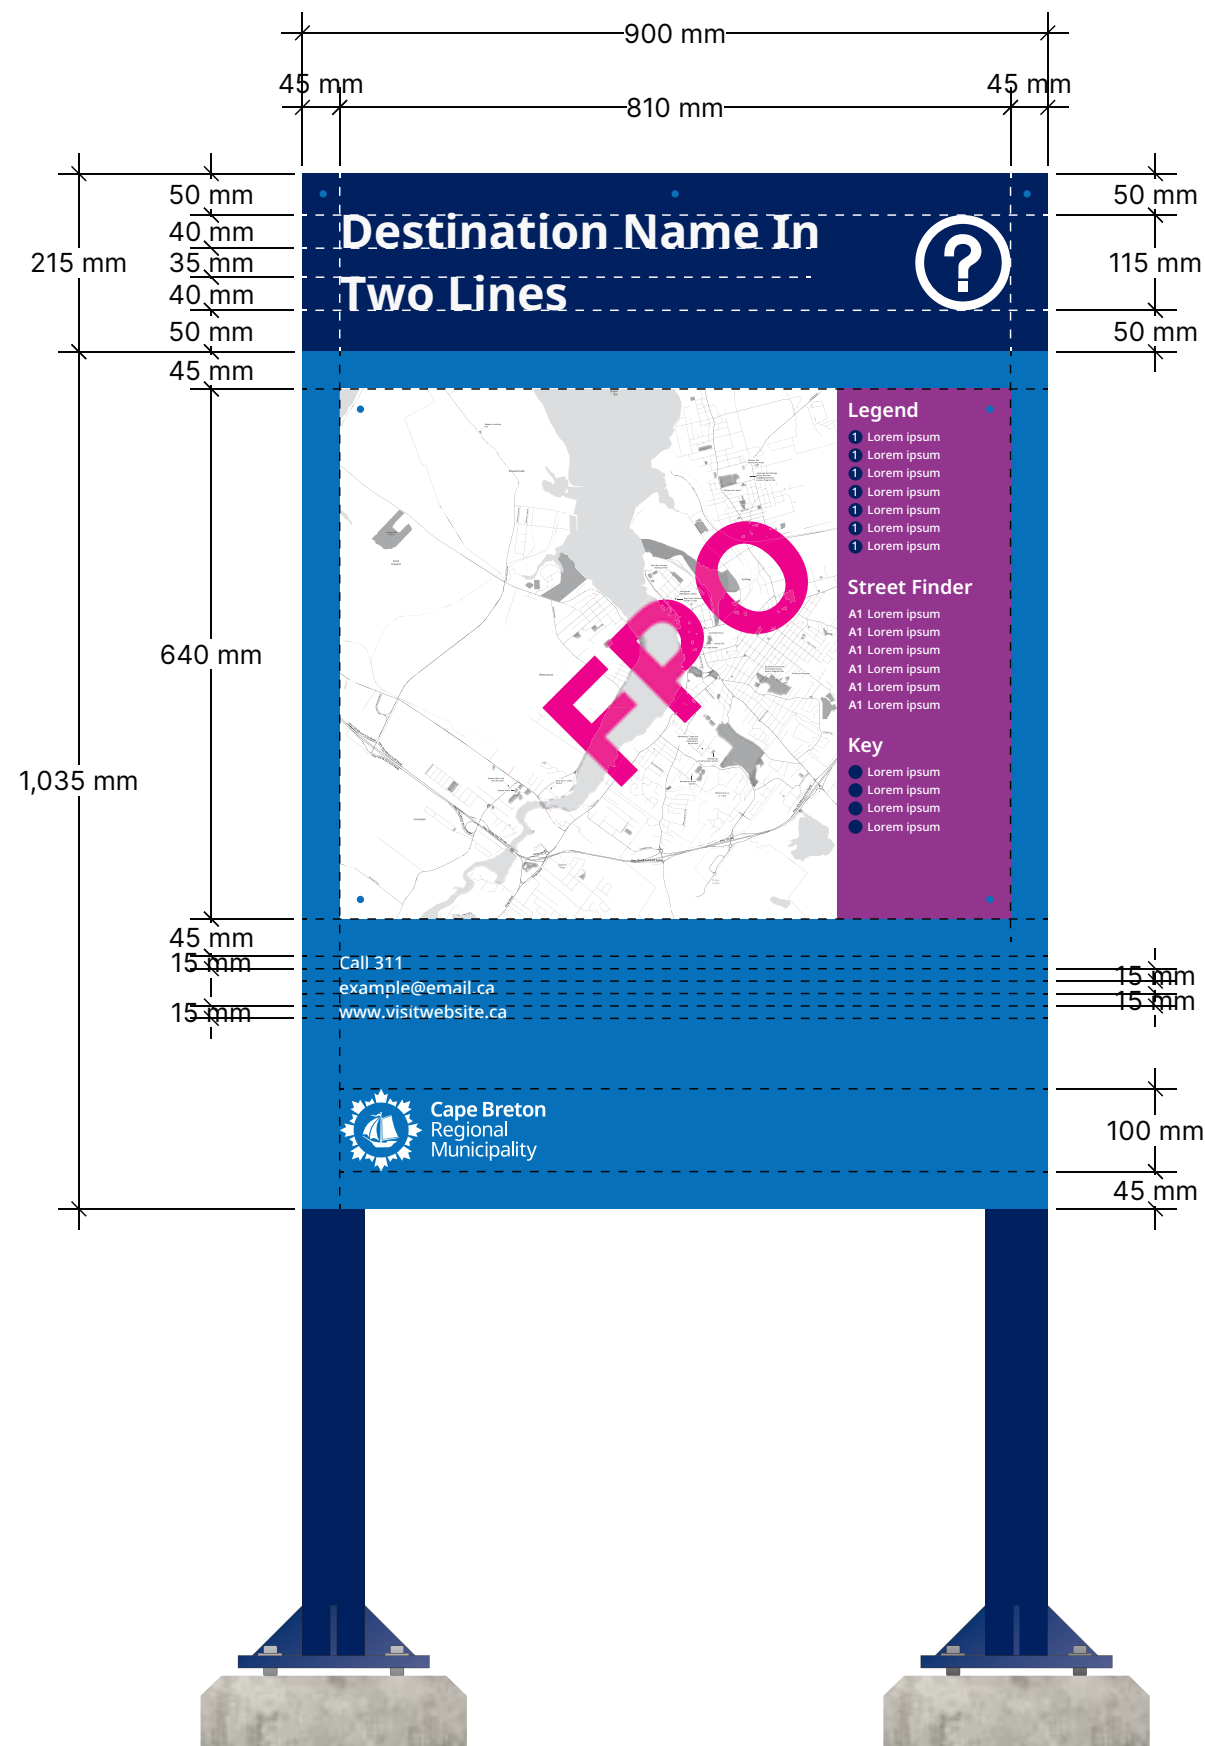 900 mm
45 mm
45 mm
810 mm
50 mm
50 mm
40 mm
Destination Name In
215 mm
35 mm
115 mm
40 mm
Two Lines
50 mm
50 mm
45 mm
Legend
1 Lorem ipsum
1 Lorem ipsum
1 Lorem ipsum
1 Lorem ipsum
1 Lorem ipsum
1 Lorem ipsum
1 Lorem ipsum
FPO
Street Finder
A1 Lorem ipsum
A1 Lorem ipsum
A1 Lorem ipsum
A1 Lorem ipsum
A1 Lorem ipsum
A1 Lorem ipsum
640 mm
Key
Lorem ipsum
Lorem ipsum
Lorem ipsum
Lorem ipsum
1,035 mm
45 mm
15 mm
Call 311
15 mm
example@email.ca
15 mm
15 mm
www.visitwebsite.ca
Cape Breton
Regional
Municipality
100 mm
45 mm